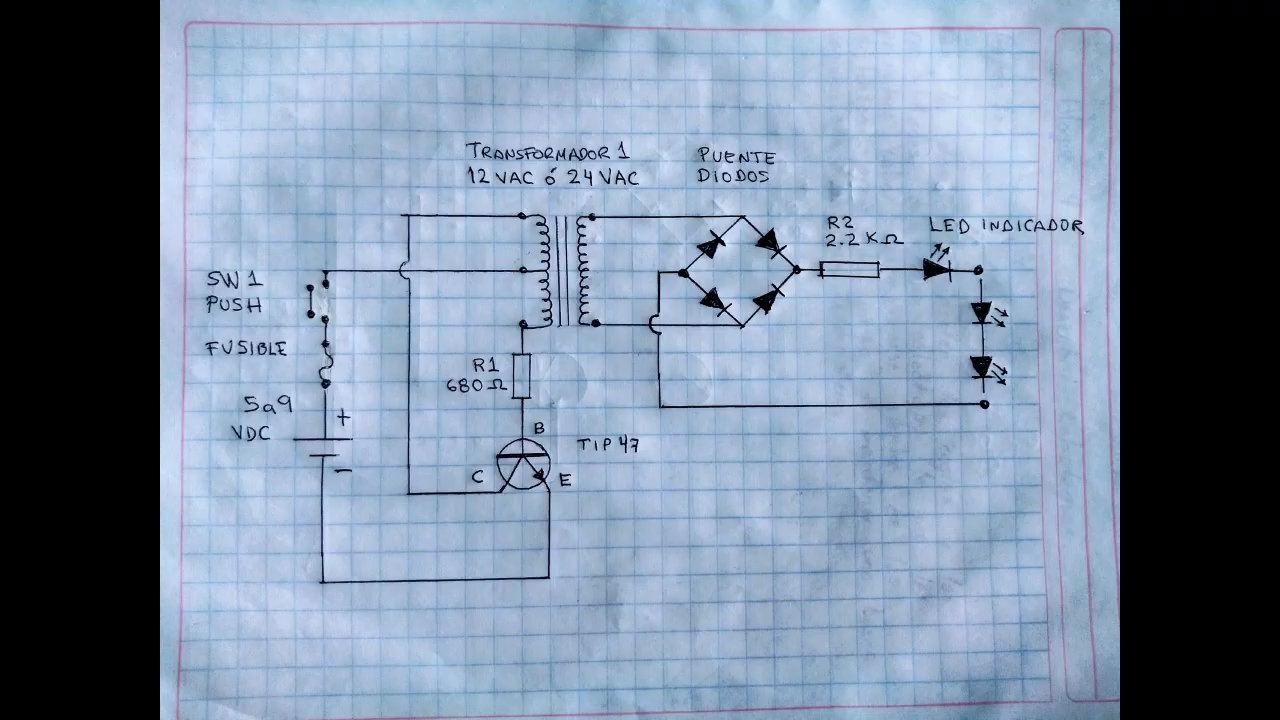 TRANSFORMADOR 1
12 VAC ó 24 VAC
PUENTE
DIODOS
R2
2.2 KΩ
LED INDICADOR
SW 1
PUSH
FUSIBLE
R1
680 Ω
5a9
VDC
+
-
B
TIP 47
C
E